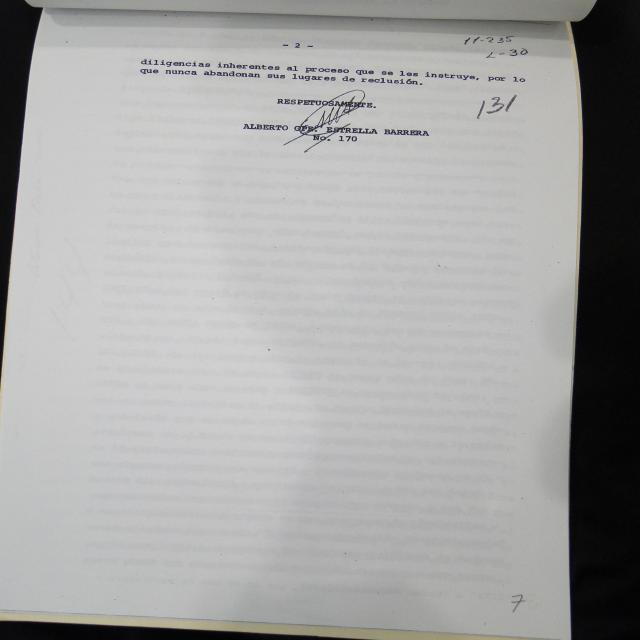 - 2 -
11-235
L-30
diligencias inherentes al proceso que se les instruye, por lo
que nunca abandonan sus lugares de reclusión.
131
RESPETUOSAMENTE.
ALBERTO GPE. ESTRELLA BARRERA
No. 170
7